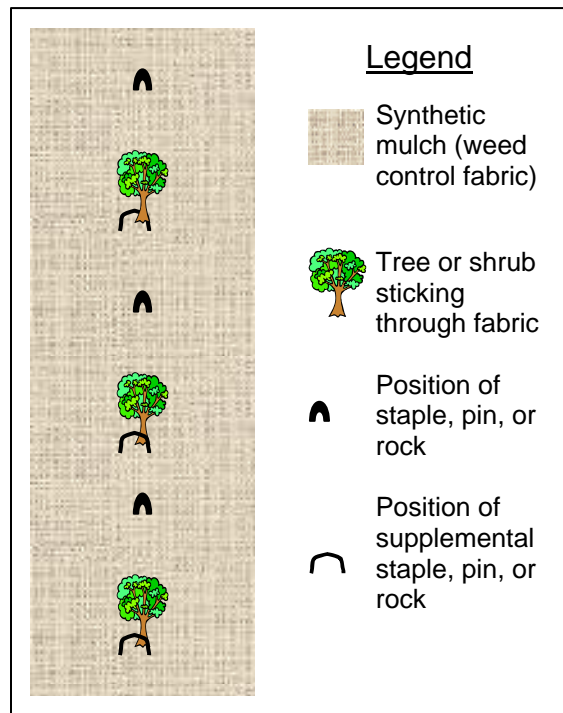 Legend
Synthetic
mulch (weed
control fabric)
Tree or shrub
sticking
through fabric
Position of
staple, pin, or
rock
Position of
supplemental
staple, pin, or
rock